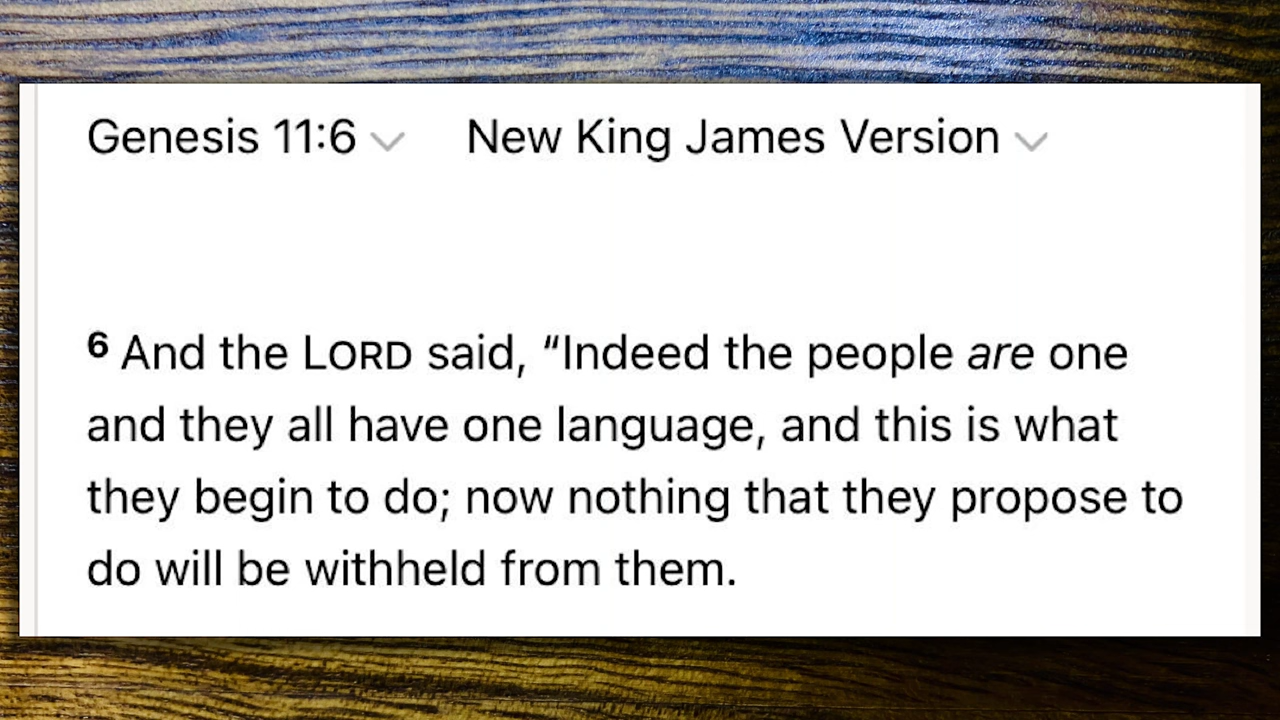 Genesis 11:6 New King James Version
6 And the LORD said, “Indeed the people are one
and they all have one language, and this is what
they begin to do; now nothing that they propose to
do will be withheld from them.